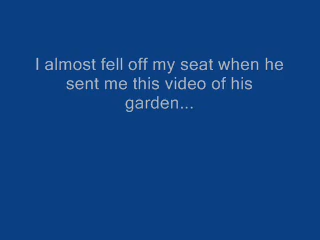 I almost fell off my seat when he
sent me this video of his
garden...